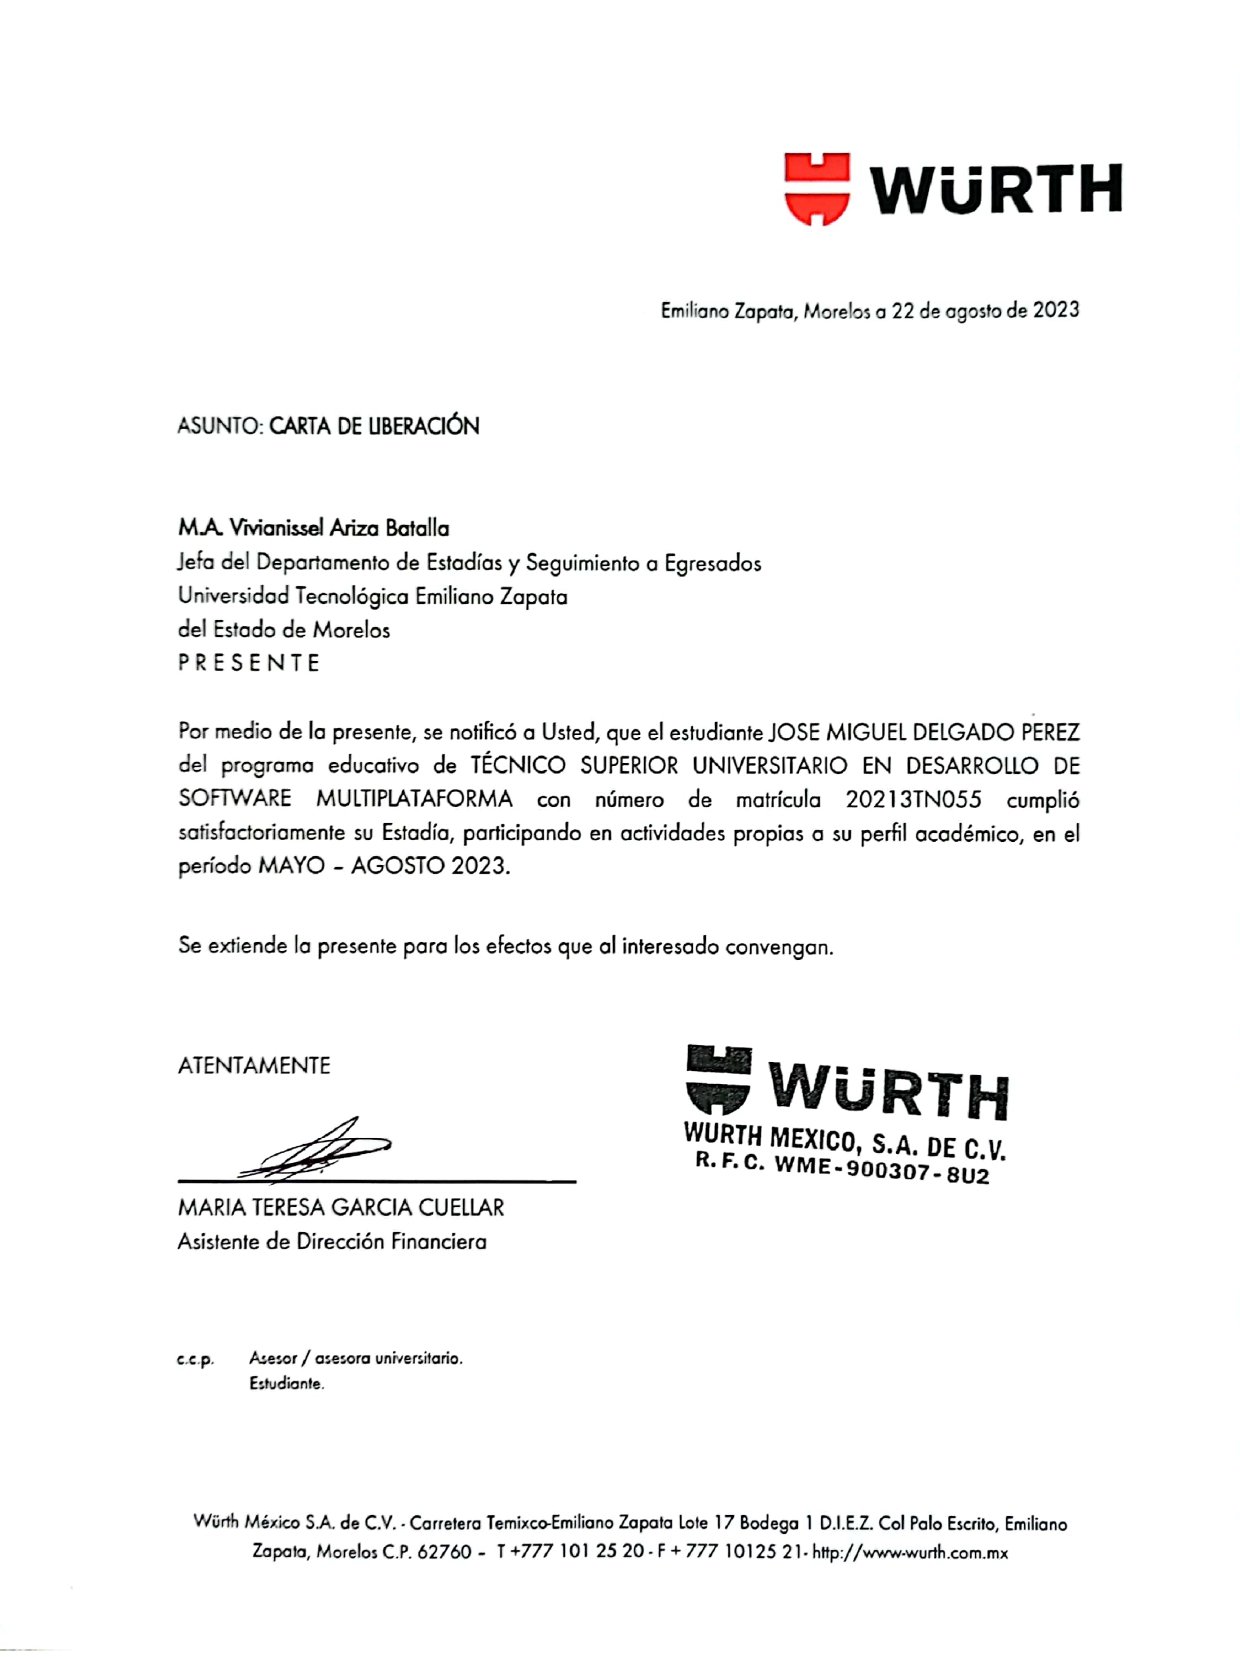 WÜRTH
Emiliano Zapata, Morelos a 22 de agosto de 2023
ASUNTO: CARTA DE LIBERACIÓN
M.A. Vivianissel Ariza Batalla
Jefa del Departamento de Estadías y Seguimiento a Egresados
Universidad Tecnológica Emiliano Zapata
del Estado de Morelos
P R E S E N T E
Por medio de la presente, se notificó a Usted, que el estudiante JOSE MIGUEL DELGADO PEREZ
del programa educativo de TÉCNICO SUPERIOR UNIVERSITARIO EN DESARROLLO DE
SOFTWARE MULTIPLATAFORMA con número de matrícula 20213TN055 cumplió
satisfactoriamente su Estadía, participando en actividades propias a su perfil académico, en el
período MAYO – AGOSTO 2023.
Se extiende la presente para los efectos que al interesado convengan.
ATENTAMENTE
WÜRTH
WURTH MEXICO, S.A. DE C.V.
R.F.C. WME-900307-8U2
MARIA TERESA GARCIA CUELLAR
Asistente de Dirección Financiera
c.c.p. Asesor / asesora universitario.
Estudiante.
Würth México S.A. de C.V. - Carretera Temixco-Emiliano Zapata Lote 17 Bodega 1 D.I.E.Z. Col Palo Escrito, Emiliano
Zapata, Morelos C.P. 62760 – T +777 101 25 20 - F + 777 10125 21- http://www-wurth.com.mx